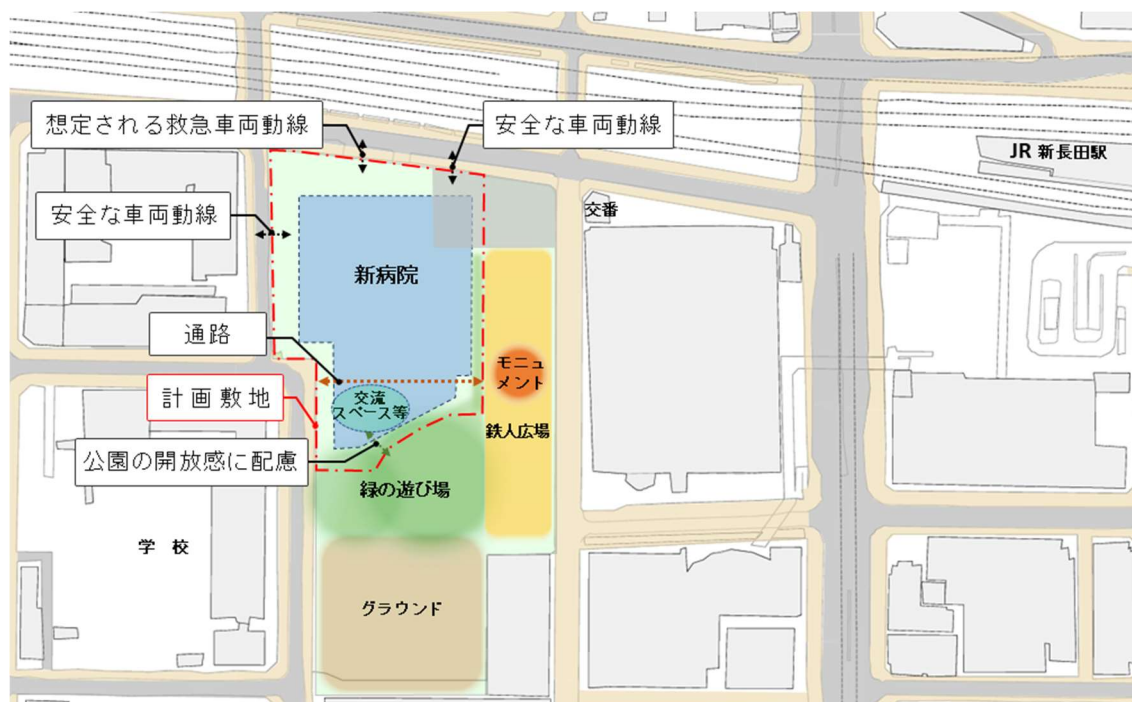 想定される救急車両動線
安全な車両動線
JR 新長田駅
安全な車両動線
交番
新病院
通路
モニュ
メント
計画敷地
交流
スペース等
鉄人広場
公園の開放感に配慮
緑の遊び場
学 校
グラウンド